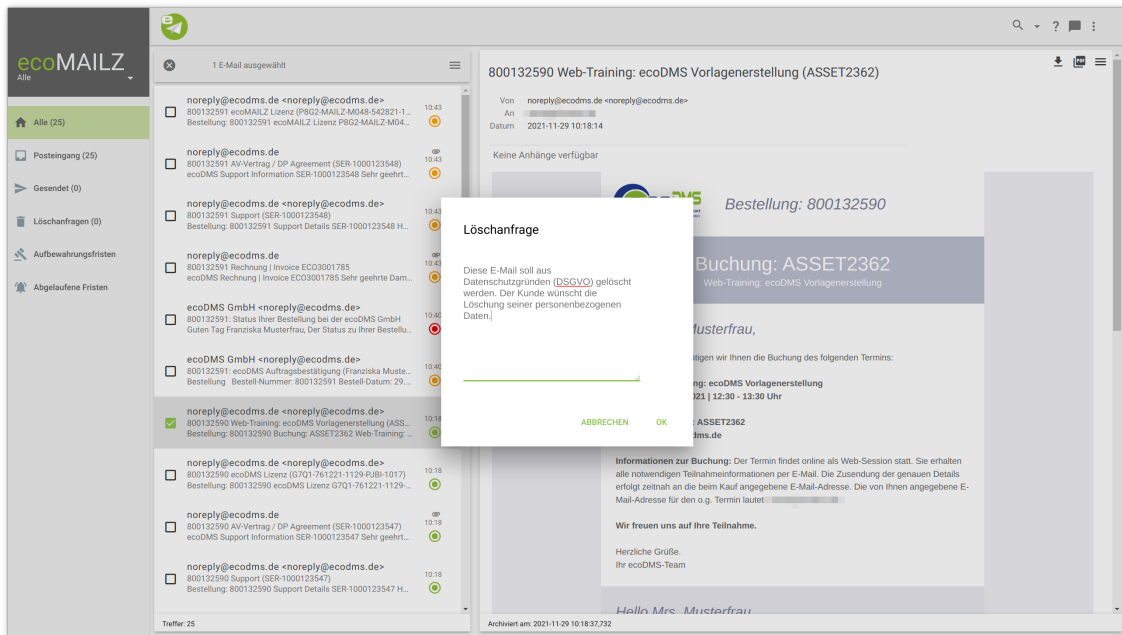 ecoMAILZ
Alle
Alle (25)
Posteingang (25)
Gesendet (0)
Löschanfragen (0)
Aufbewahrungsfristen
Abgelaufene Fristen
e
?
1 E-Mail ausgewählt
noreply@ecodms.de <noreply@ecodms.de>
800132591 ecoMAILZ Lizenz (P8G2-MAILZ-M048-542821-1...
10:43
Bestellung: 800132591 ecoMAILZ Lizenz P8G2-MAILZ-M04...
noreply@ecodms.de
800132591 AV-Vertrag / DP Agreement (SER-1000123548)
10:43
ecoDMS Support Information SER-1000123548 Sehr geehrt...
noreply@ecodms.de <noreply@ecodms.de>
800132591 Support (SER-1000123548)
10:43
Bestellung: 800132591 Support Details SER-1000123548 H...
noreply@ecodms.de
800132591 Rechnung | Invoice ECO3001785
10:43
ecoDMS Rechnung | Invoice ECO3001785 Sehr geehrte Dam...
ecoDMS GmbH <noreply@ecodms.de>
800132591: Status Ihrer Bestellung bei der ecoDMS GmbH
10:40
Guten Tag Franziska Musterfrau, Der Status zu Ihrer Bestellu...
ecoDMS GmbH <noreply@ecodms.de>
800132591: ecoDMS Auftragsbestätigung (Franziska Muste...
10:40
Bestellung Bestell-Nummer: 800132591 Bestell-Datum: 29....
noreply@ecodms.de <noreply@ecodms.de>
800132590 Web-Training: ecoDMS Vorlagenerstellung (ASS...
10:18
Bestellung: 800132590 Buchung: ASSET2362 Web-Training: ...
noreply@ecodms.de <noreply@ecodms.de>
800132590 ecoDMS Lizenz (G7Q1-761221-1129-PJBI-1017)
10:18
Bestellung: 800132590 ecoDMS Lizenz G7Q1-761221-1129-...
noreply@ecodms.de
800132590 AV-Vertrag / DP Agreement (SER-1000123547)
10:18
ecoDMS Support Information SER-1000123547 Sehr geehrt...
noreply@ecodms.de <noreply@ecodms.de>
800132590 Support (SER-1000123547)
10:18
Bestellung: 800132590 Support Details SER-1000123547 H...
Treffer: 25
800132590 Web-Training: ecoDMS Vorlagenerstellung (ASSET2362)
PDF
Von noreply@ecodms.de <noreply@ecodms.de>
An
Datum 2021-11-29 10:18:14
Keine Anhänge verfügbar
Bestellung: 800132590
Buchung: ASSET2362
Web-Training: ecoDMS Vorlagenerstellung
Musterfrau,
tigen wir Ihnen die Buchung des folgenden Termins:
ng: ecoDMS Vorlagenerstellung
021 | 12:30 - 13:30 Uhr
: ASSET2362
dms.de
Informationen zur Buchung: Der Termin findet online als Web-Session statt. Sie erhalten
alle notwendigen Teilnahmeinformationen per E-Mail. Die Zusendung der genauen Details
erfolgt zeitnah an die beim Kauf angegebene E-Mail-Adresse. Die von Ihnen angegebene E-
Mail-Adresse für den o.g. Termin lautet
Wir freuen uns auf Ihre Teilnahme.
Herzliche Grüße.
Ihr ecoDMS-Team
Hello Mrs. Musterfrau
Archiviert am: 2021-11-29 10:18:37,732
Löschanfrage
Diese E-Mail soll aus
Datenschutzgründen (DSGVO) gelöscht
werden. Der Kunde wünscht die
Löschung seiner personenbezogenen
Daten.
ABBRECHEN OK